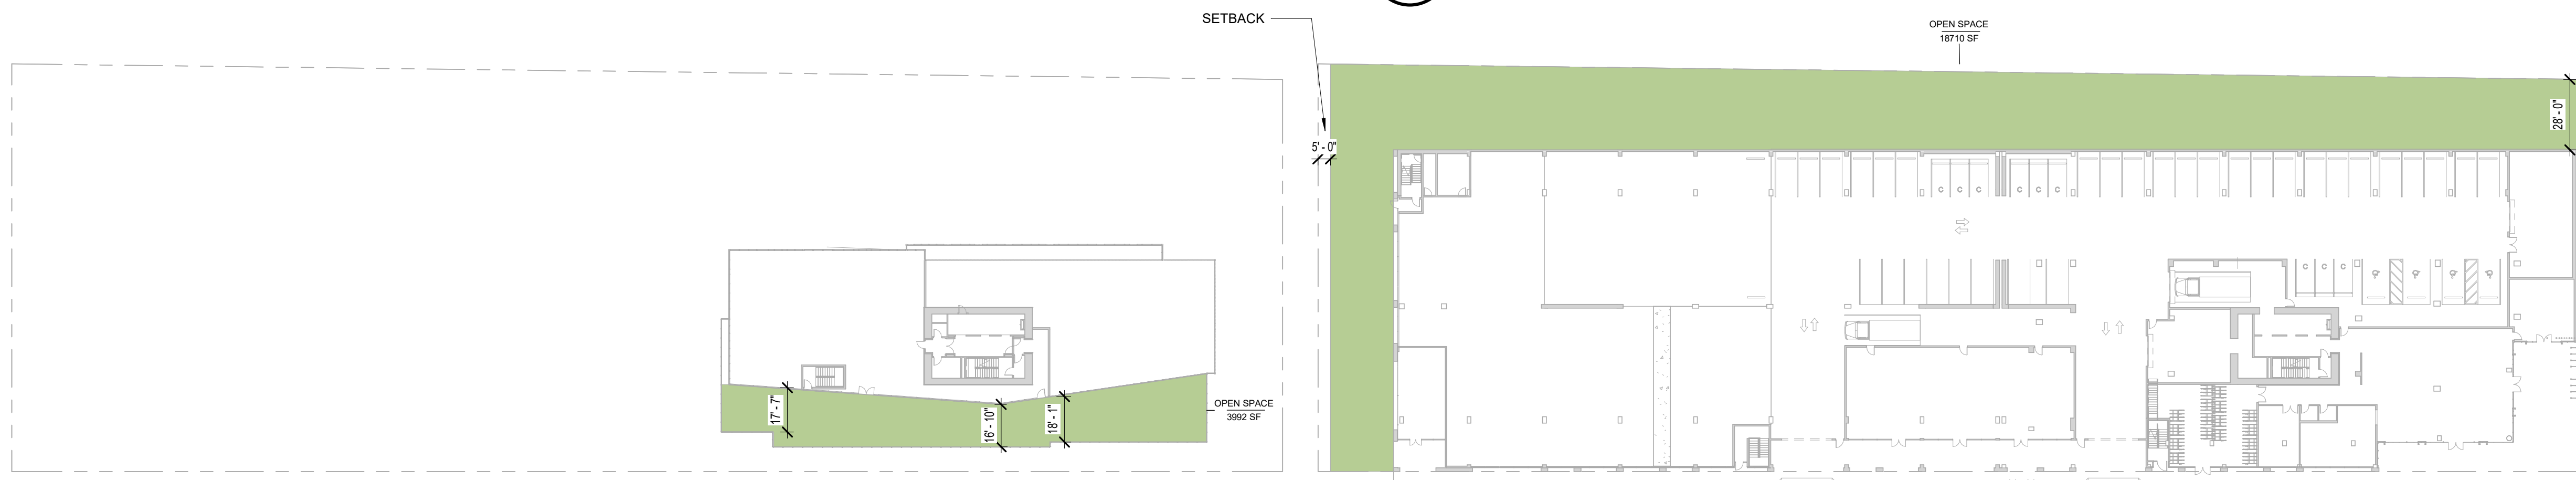 SETBACK
OPEN SPACE
18710 SF
28' - 0"
5' - 0"
C C C
C C C
C C C
17' - 7"
16' - 10"
18' - 1"
OPEN SPACE
3992 SF